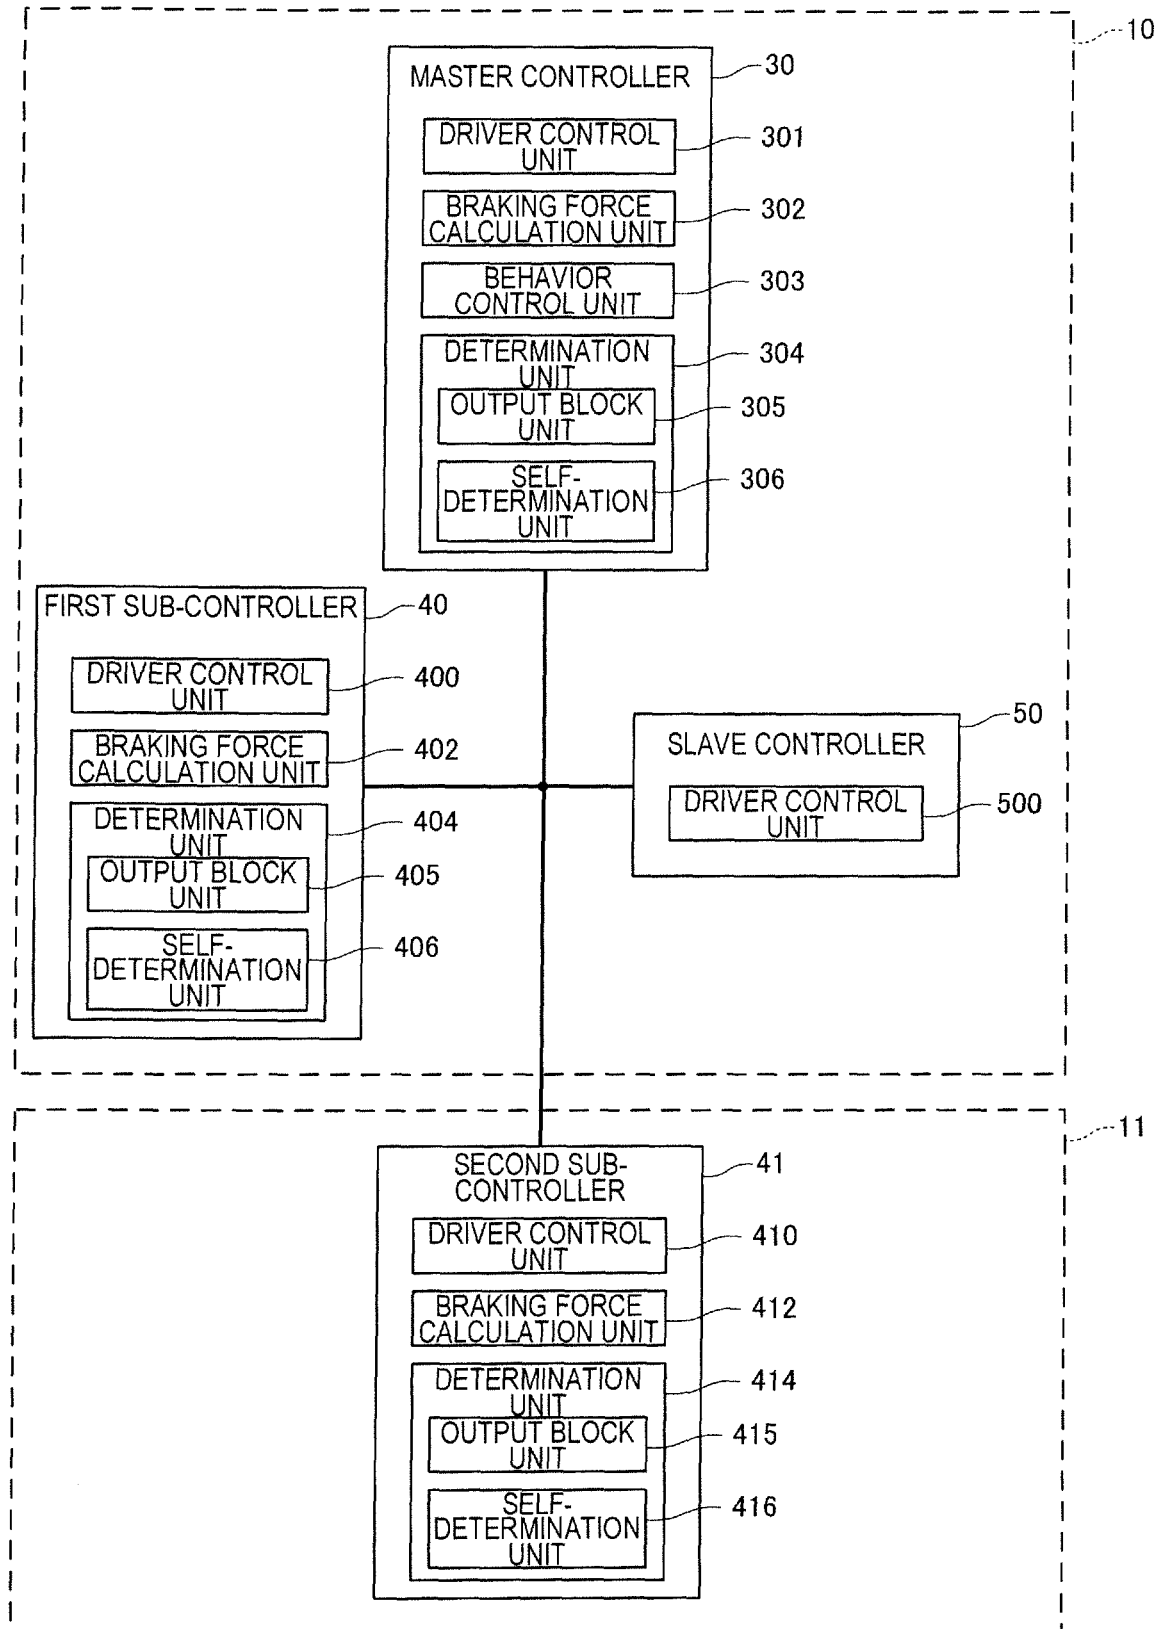 10
MASTER CONTROLLER
30
DRIVER CONTROL
UNIT
301
BRAKING FORCE
CALCULATION UNIT
302
BEHAVIOR
CONTROL UNIT
303
DETERMINATION
UNIT
304
OUTPUT BLOCK
UNIT
305
SELF-
DETERMINATION
UNIT
306
FIRST SUB-CONTROLLER
40
DRIVER CONTROL
UNIT
400
BRAKING FORCE
CALCULATION UNIT
402
DETERMINATION
UNIT
404
OUTPUT BLOCK
UNIT
405
SELF-
DETERMINATION
UNIT
406
50
SLAVE CONTROLLER
DRIVER CONTROL
UNIT
500
11
SECOND SUB-
CONTROLLER
41
DRIVER CONTROL
UNIT
410
BRAKING FORCE
CALCULATION UNIT
412
DETERMINATION
UNIT
414
OUTPUT BLOCK
UNIT
415
SELF-
DETERMINATION
UNIT
416